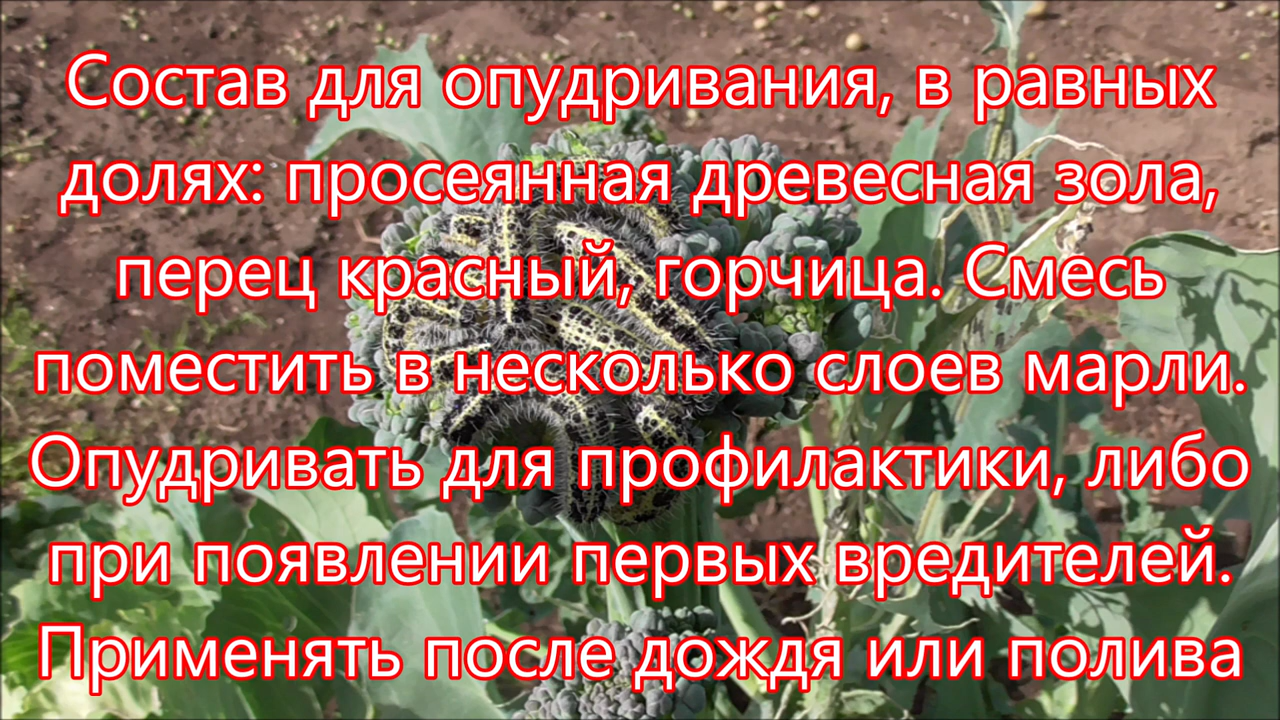 Состав для опудривания, в равных
долях: просеянная древесная зола,
перец красный, горчица. Смесь
поместить в несколько слоев марли.
Опудривать для профилактики, либо
при появлении первых вредителей.
Применять после дождя или полива